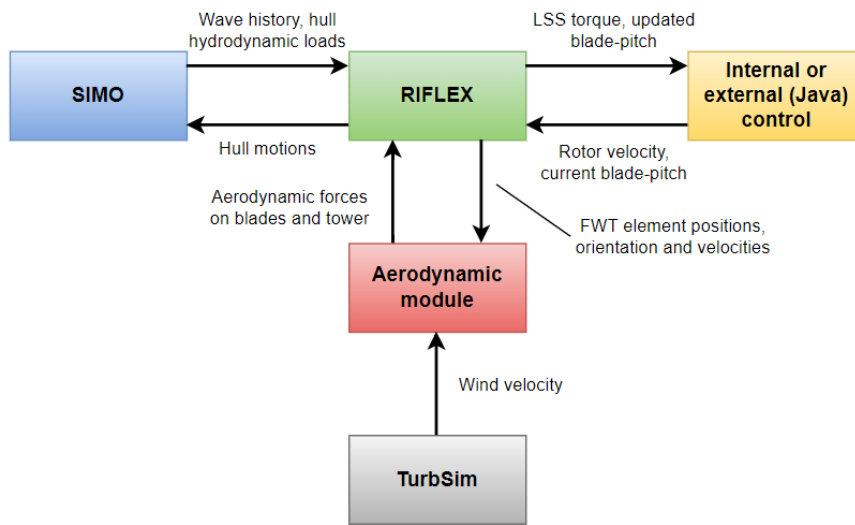 Wave history, hull
hydrodynamic loads
LSS torque, updated
blade-pitch
SIMO
RIFLEX
Internal or
external (Java)
control
Hull motions
Rotor velocity,
current blade-pitch
Aerodynamic forces
on blades and tower
FWT element positions,
orientation and velocities
Aerodynamic
module
Wind velocity
TurbSim